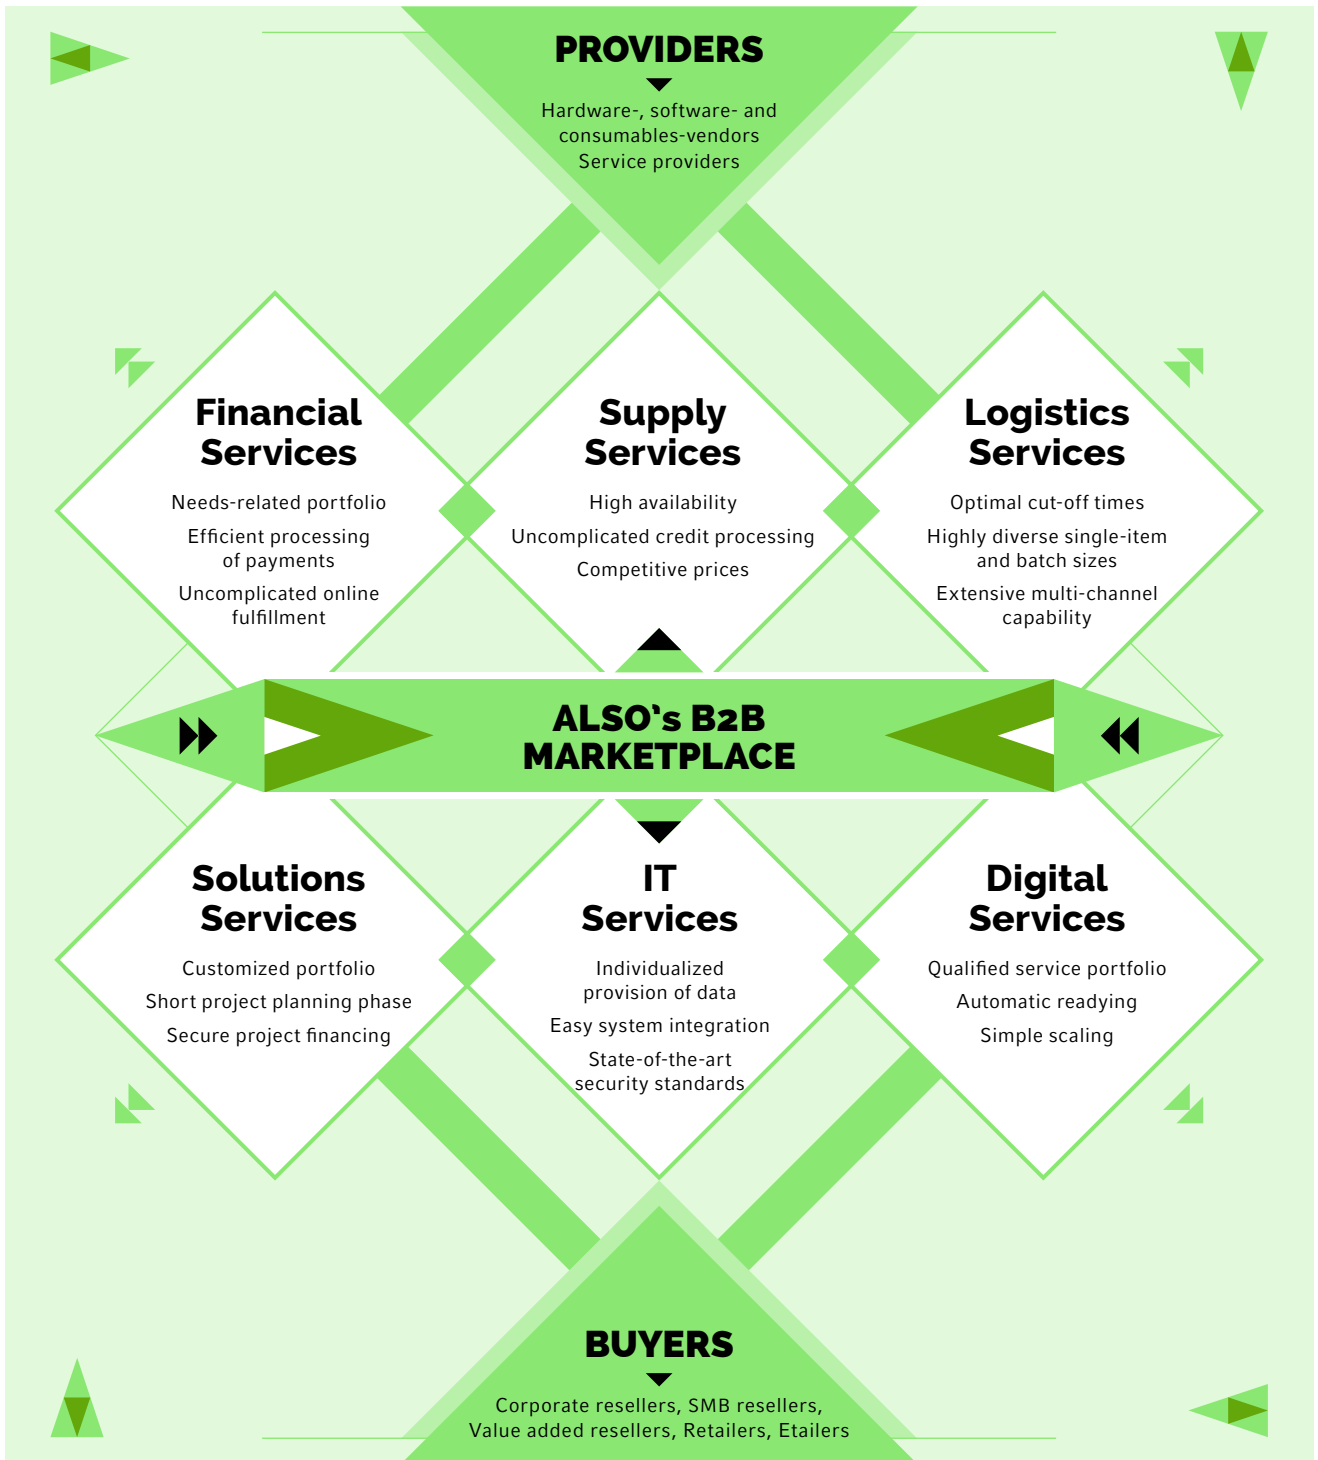 PROVIDERS
Hardware-, software- and
consumables-vendors
Service providers
Financial
Services
Needs-related portfolio
Efficient processing
of payments
Uncomplicated online
fulfillment
Supply
Services
High availability
Uncomplicated credit processing
Competitive prices
Logistics
Services
Optimal cut-off times
Highly diverse single-item
and batch sizes
Extensive multi-channel
capability
ALSO's B2B
MARKETPLACE
Solutions
Services
Customized portfolio
Short project planning phase
Secure project financing
IT
Services
Individualized
provision of data
Easy system integration
State-of-the-art
security standards
Digital
Services
Qualified service portfolio
Automatic readying
Simple scaling
BUYERS
Corporate resellers, SMB resellers,
Value added resellers, Retailers, Etailers